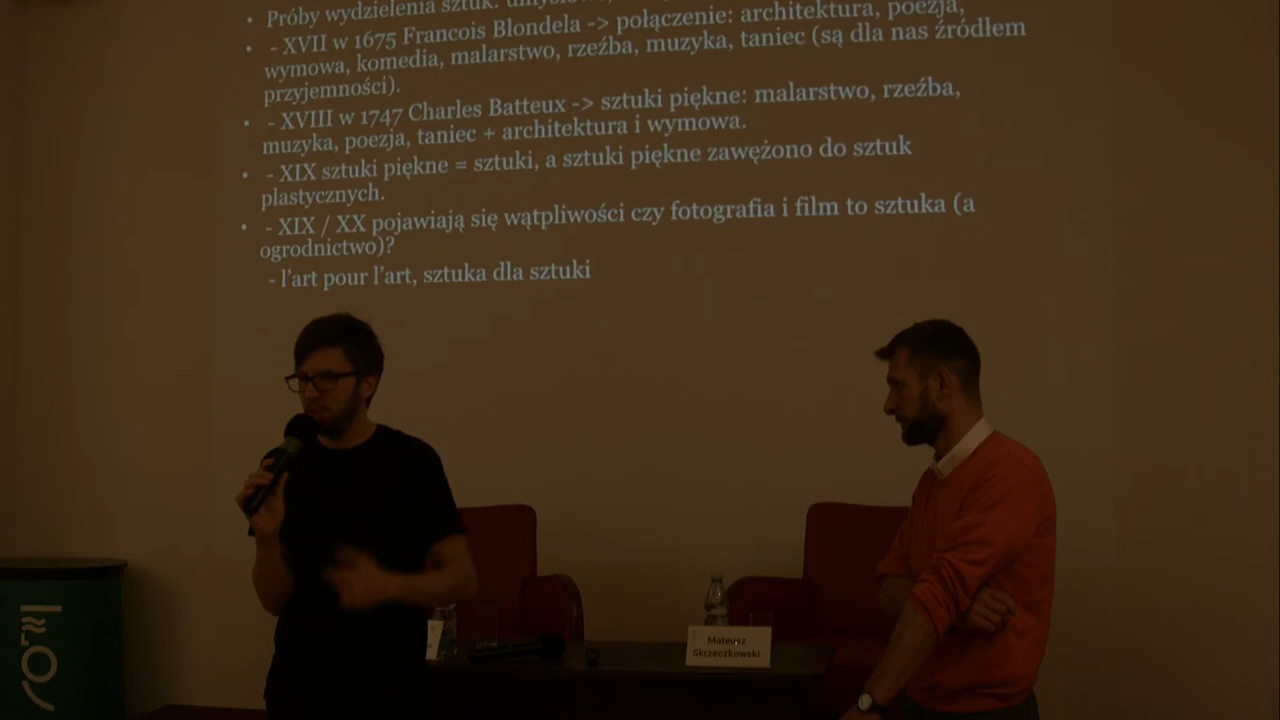 • Próby wydzielenia sztuk: umysłowe,
• - XVII w 1675 Francois Blondela -> połączenie: architektura, poezja,
wymowa, komedia, malarstwo, rzeźba, muzyka, taniec (są dla nas źródłem
przyjemności).
• - XVIII w 1747 Charles Batteux -> sztuki piękne: malarstwo, rzeźba,
muzyka, poezja, taniec + architektura i wymowa.
• - XIX sztuki piękne = sztuki, a sztuki piękne zawężono do sztuk
plastycznych.
• - XIX / XX pojawiają się wątpliwości czy fotografia i film to sztuka (a
ogrodnictwo)?
- l'art pour l'art, sztuka dla sztuki
Mateusz
Skrzeczkowski